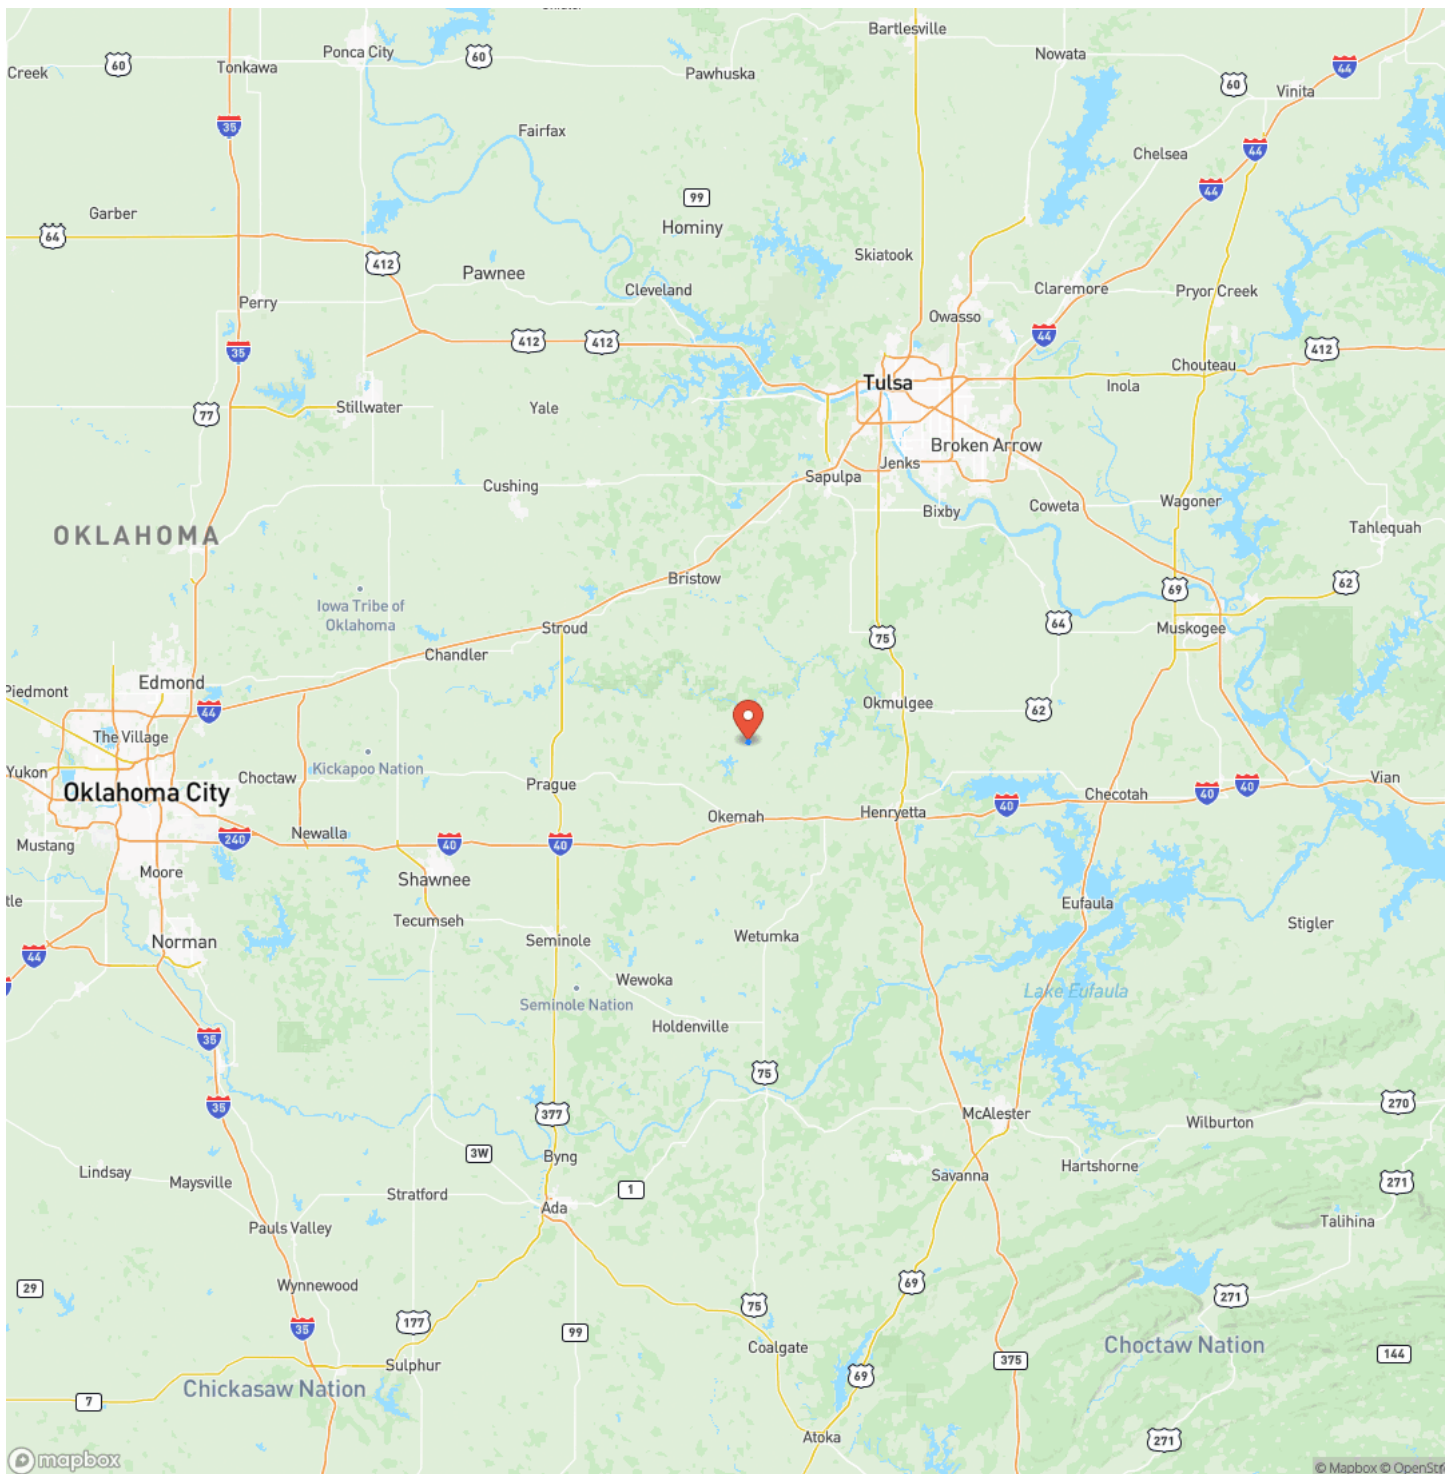 Bartlesville
Ponca City
60
60
Nowata
44
Creek
Tonkawa
Pawhuska
60
Vinita
35
Fairfax
44
Chelsea
44
99
Garber
Hominy
64
412
Skiatook
Pawnee
Cleveland
Claremore
Pryor Creek
Perry
Owasso
44
412
412
35
412
Chouteau
Tulsa
Inola
77
Stillwater
Yale
Broken Arrow
Jenks
Sapulpa
Cushing
Bixby
Coweta
Wagoner
OKLAHOMA
Tahlequah
Bristow
69
62
Iowa Tribe of
Oklahoma
Stroud
64
Muskogee
75
Chandler
Edmond
Piedmont
44
Okmulgee
62
The Village
Yukon
Choctaw
Kickapoo Nation
Prague
Vian
Oklahoma City
Checotah
40
40
40
Okemah
Henryetta
Newalla
240
40
40
Mustang
Moore
Shawnee
tle
Eufaula
Tecumseh
Stigler
Norman
Seminole
Wetumka
44
Wewoka
Seminole Nation
Lake Eufaula
Holdenville
35
75
35
377
McAlester
270
Wilburton
3W
Byng
Hartshorne
Lindsay
Maysville
Savanna
271
Stratford
1
Ada
Pauls Valley
Talihina
29
Wynnewood
69
271
75
177
35
99
Coalgate
Choctaw Nation
144
Sulphur
375
69
Chickasaw Nation
7
Atoka
271
mapbox
© Mapbox © OpenStr